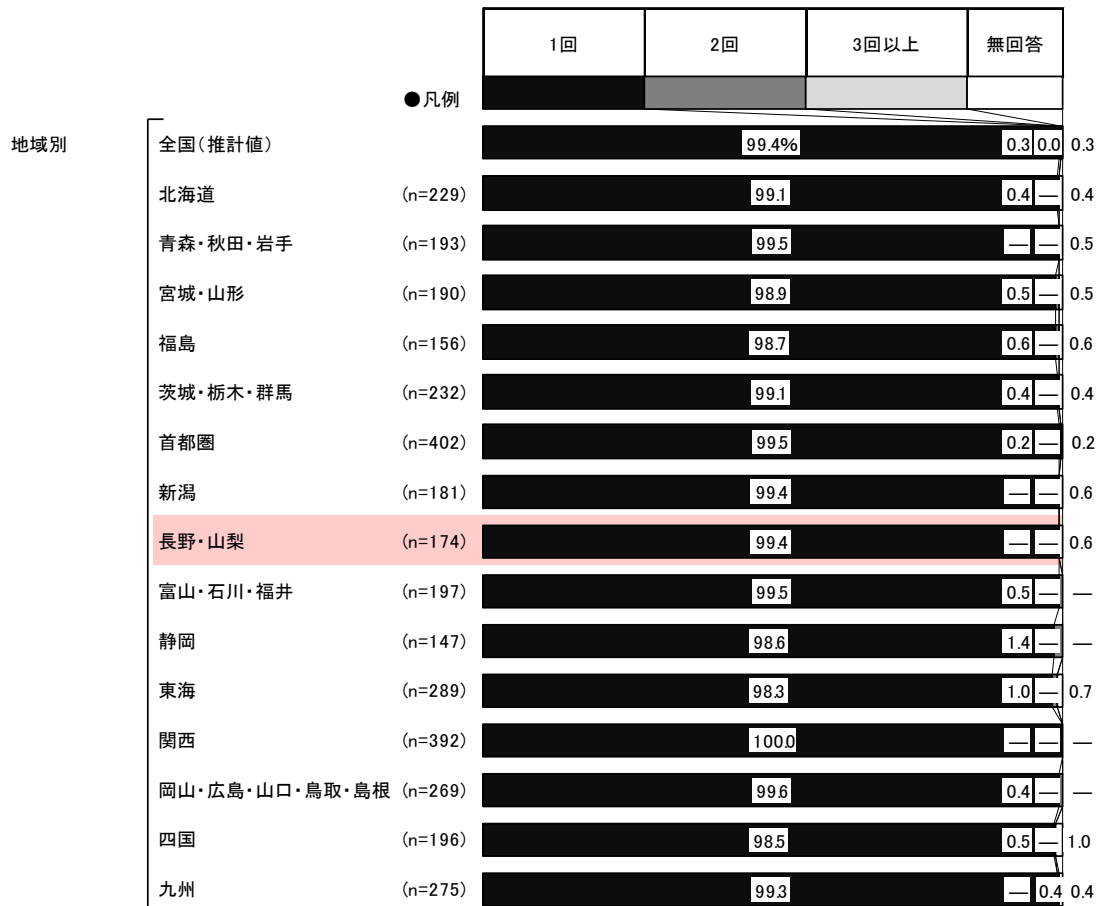 1回 2回 3回以上 無回答
●凡例
地域別 全国(推計値) 99.4% 0.3 0.0 0.3
北海道 (n=229) 99.1 0.4 — 0.4
青森・秋田・岩手 (n=193) 99.5 — — 0.5
宮城・山形 (n=190) 98.9 0.5 — 0.5
福島 (n=156) 98.7 0.6 — 0.6
茨城・栃木・群馬 (n=232) 99.1 0.4 — 0.4
首都圏 (n=402) 99.5 0.2 — 0.2
新潟 (n=181) 99.4 — — 0.6
長野・山梨 (n=174) 99.4 — — 0.6
富山・石川・福井 (n=197) 99.5 0.5 — —
静岡 (n=147) 98.6 1.4 — —
東海 (n=289) 98.3 1.0 — 0.7
関西 (n=392) 100.0 — — —
岡山・広島・山口・鳥取・島根 (n=269) 99.6 0.4 — —
四国 (n=196) 98.5 0.5 — 1.0
九州 (n=275) 99.3 — 0.4 0.4